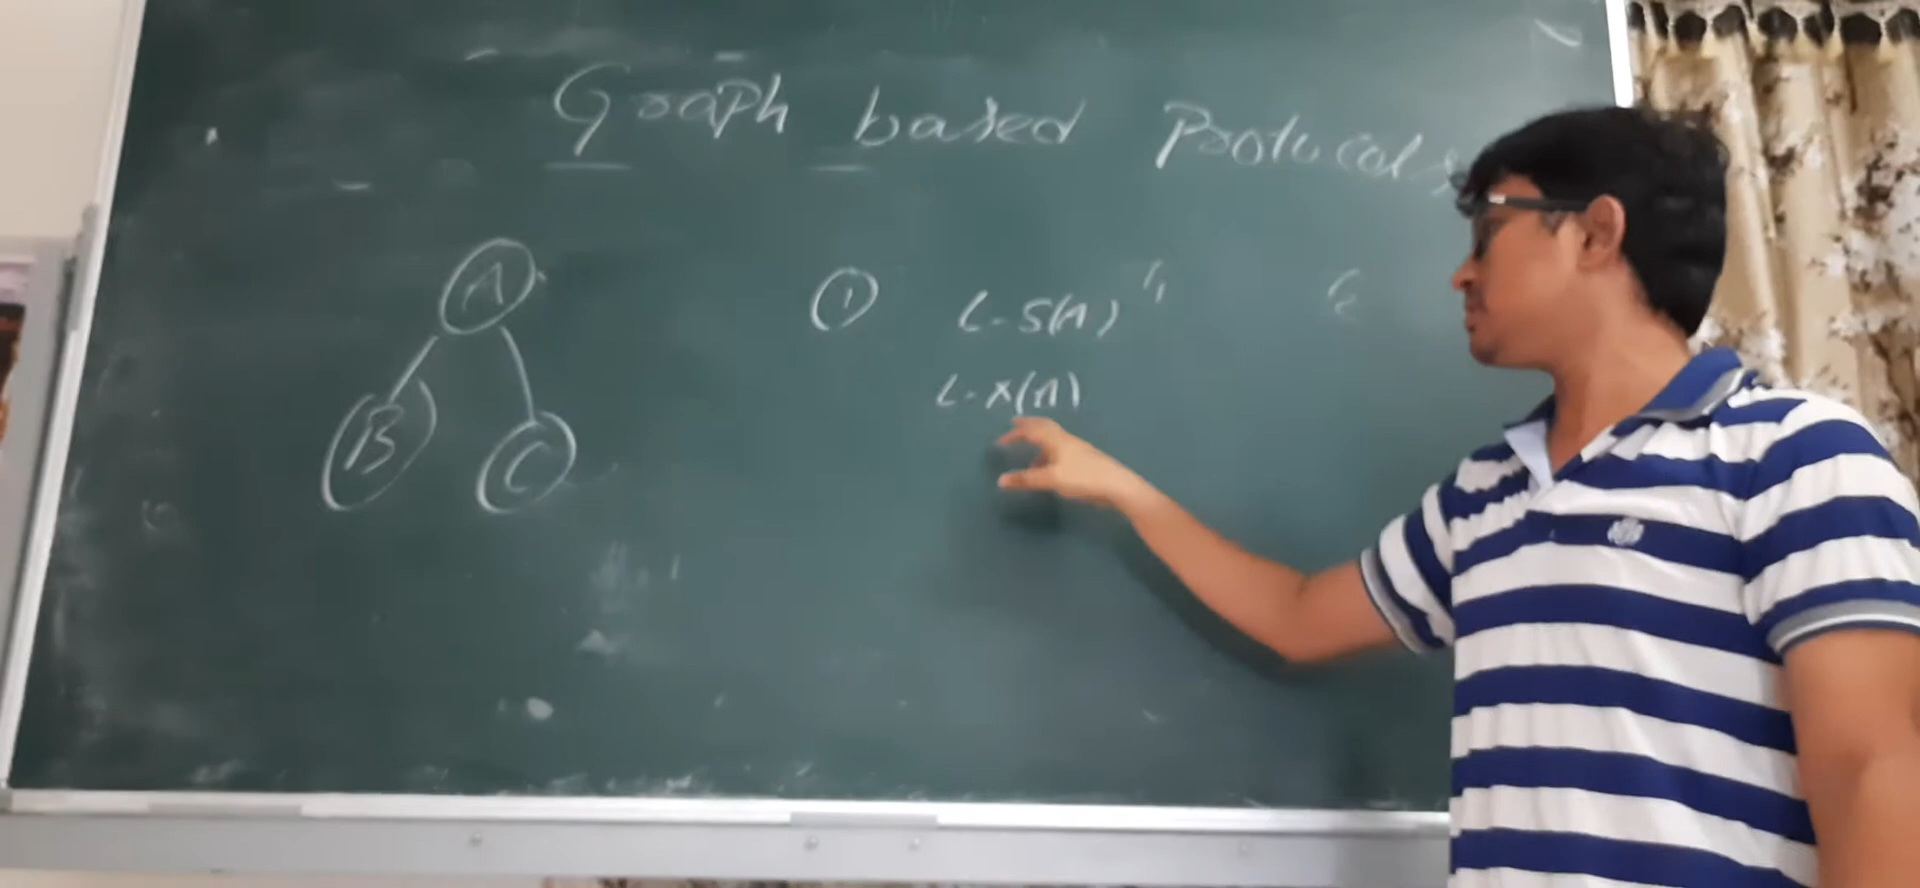 Graph based Protocols
A
① L-S(A)
L-X(A)
B C